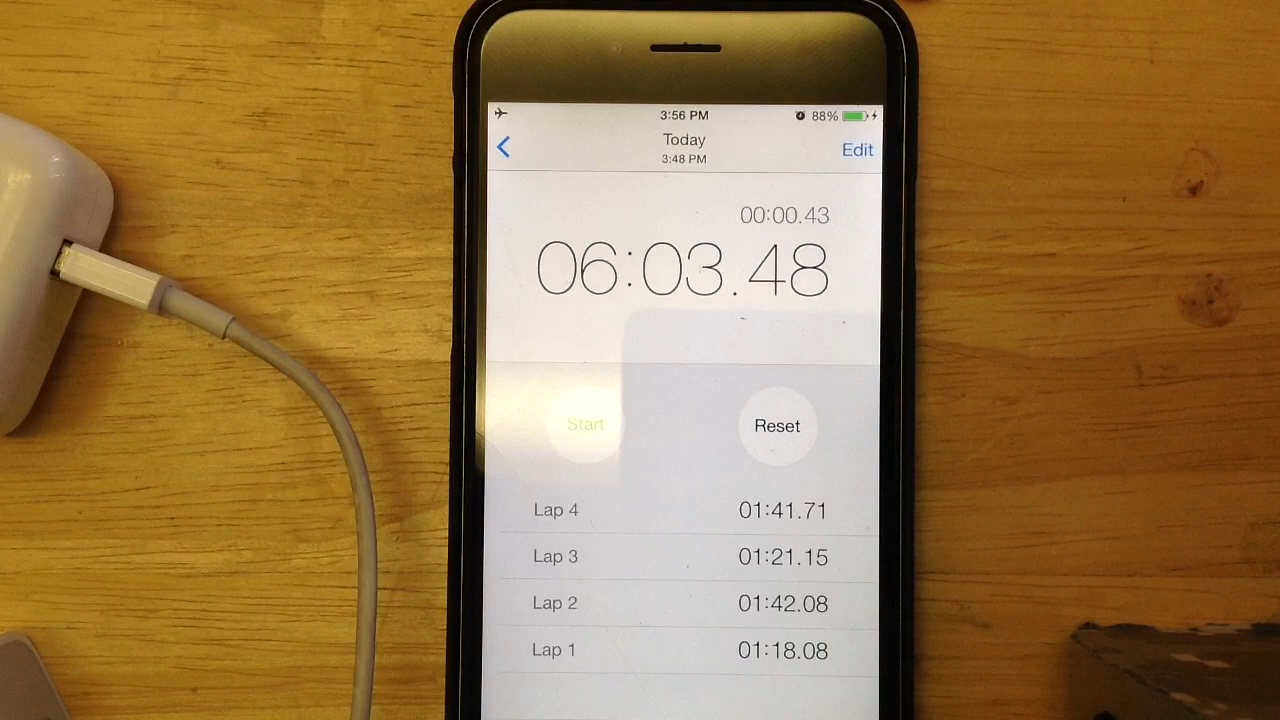 3:56 PM 88%
Today
3:48 PM
Edit
00:00.43
06:03.48
Start Reset
Lap 4 01:41.71
Lap 3 01:21.15
Lap 2 01:42.08
Lap 1 01:18.08